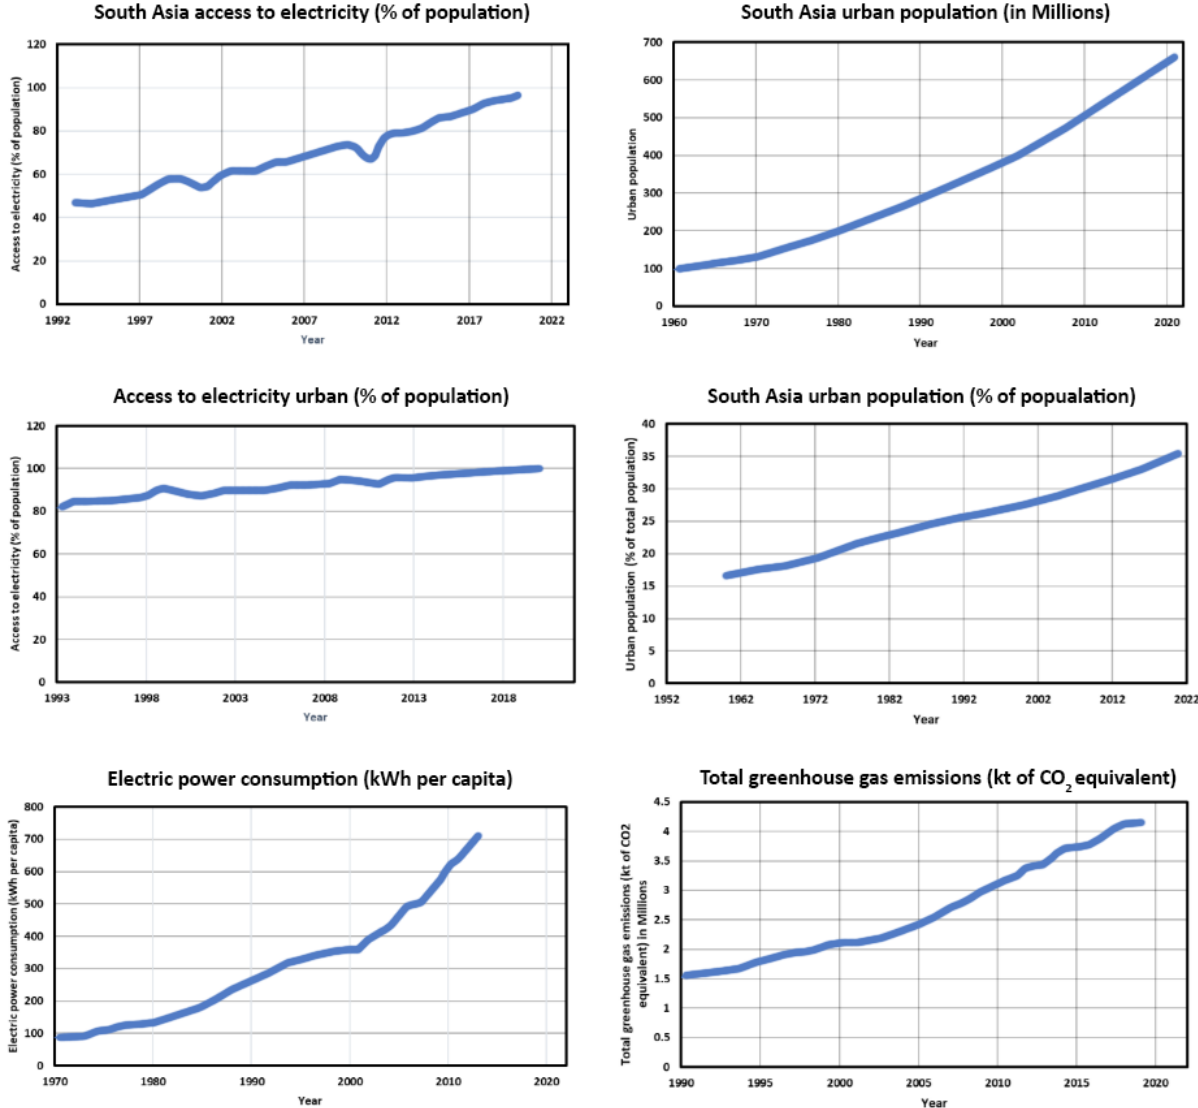 South Asia access to electricity (% of population)
120
100
80
60
40
20
0
Access to electricity (% of population)
1992 1997 2002 2007 2012 2017 2022
Year
South Asia urban population (in Millions)
700
600
500
400
300
200
100
0
Urban population
1960 1970 1980 1990 2000 2010 2020
Year
Access to electricity urban (% of population)
120
100
80
60
40
20
0
Access to electricity (% of population)
1993 1998 2003 2008 2013 2018
Year
South Asia urban population (% of popualation)
40
35
30
25
20
15
10
5
0
Urban population (% of total population)
1952 1962 1972 1982 1992 2002 2012 2022
Year
Electric power consumption (kWh per capita)
800
700
600
500
400
300
200
100
0
Electric power consumption (kWh per capita)
1970 1980 1990 2000 2010 2020
Year
Total greenhouse gas emissions (kt of CO₂ equivalent)
4.5
4
3.5
3
2.5
2
1.5
1
0.5
0
Total greenhouse gas emissions (kt of CO2
equivalent) in Millions
1990 1995 2000 2005 2010 2015 2020
Year